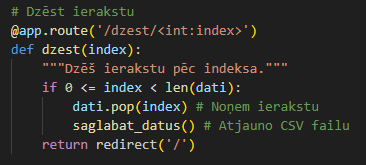 # Dzēst ierakstu
@app.route('/dzest/<int:index>')
def dzest(index):
    """Dzēš ierakstu pēc indeksa."""
    if 0 <= index < len(dati):
        dati.pop(index) # Noņem ierakstu
        saglabat_datus() # Atjauno CSV failu
    return redirect('/')